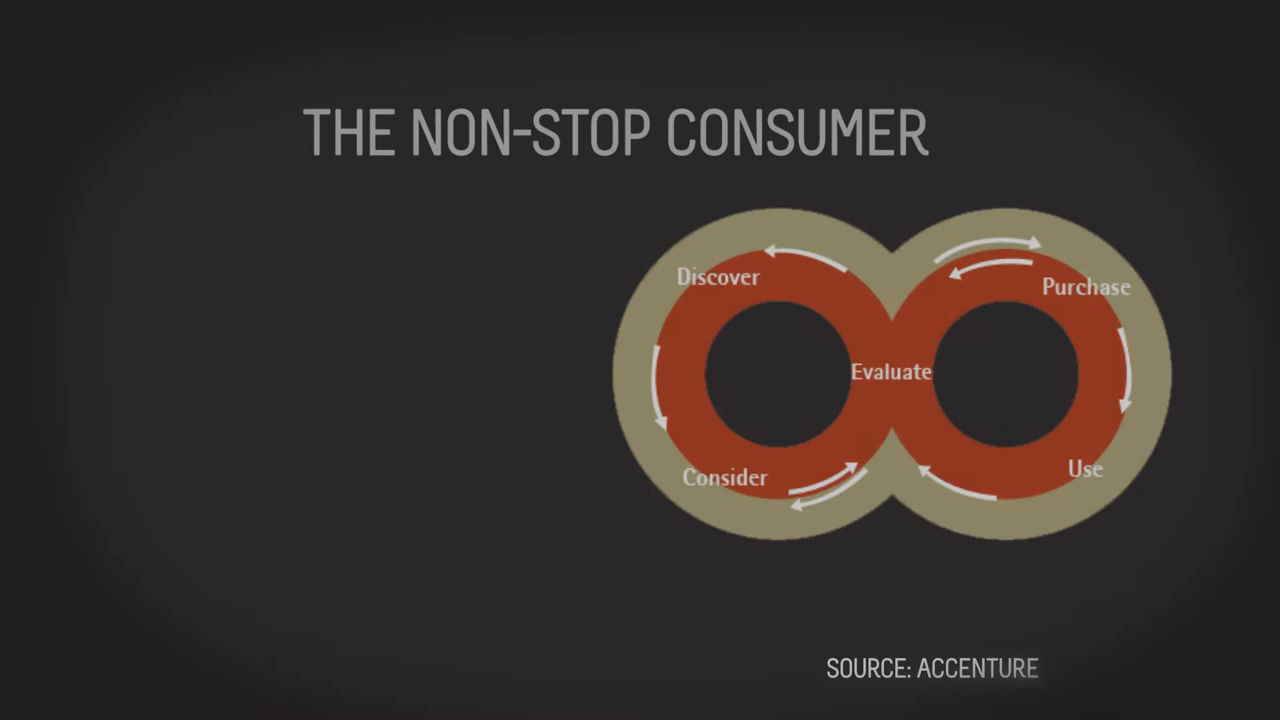 THE NON-STOP CONSUMER
Discover
Purchase
Evaluate
Consider
Use
SOURCE: ACCENTURE